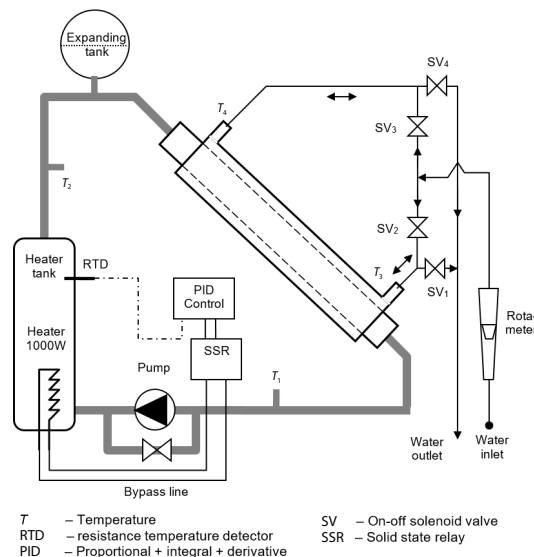 Expanding
tank
SV4
T4
SV3
T2
SV2
T3
Heater
tank
RTD
PID
Control
SV1
Heater
1000W
SSR
Rota-
meter
Pump
T1
Water
outlet
Water
inlet
Bypass line
T – Temperature
RTD – resistance temperature detector
PID – Proportional + integral + derivative
SV – On-off solenoid valve
SSR – Solid state relay